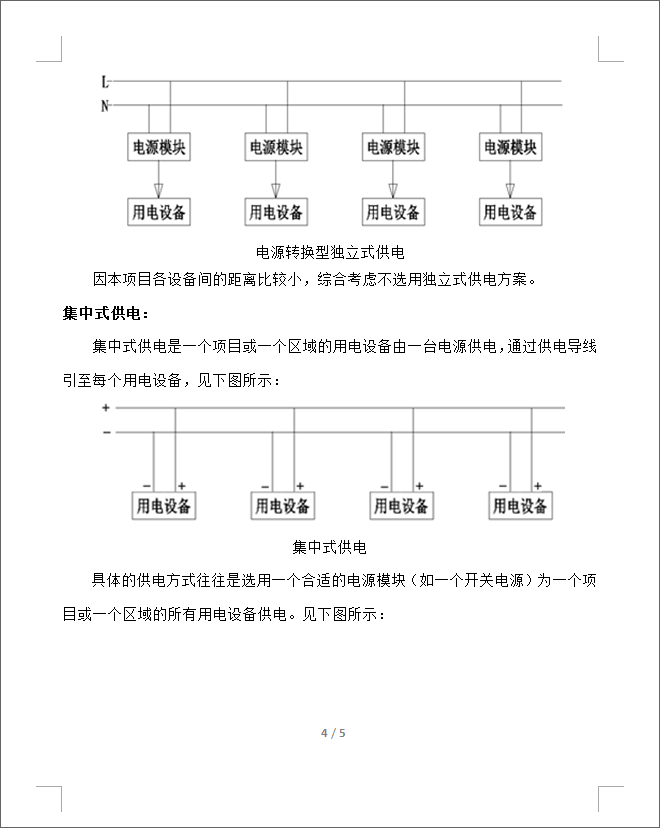 L
N
电源模块 电源模块 电源模块 电源模块
用电设备 用电设备 用电设备 用电设备
电源转换型独立式供电
因本项目各设备间的距离比较小，综合考虑不选用独立式供电方案。
集中式供电：
集中式供电是一个项目或一个区域的用电设备由一台电源供电，通过供电导线
引至每个用电设备，见下图所示：
+
−
− + − + − + − +
用电设备 用电设备 用电设备 用电设备
集中式供电
具体的供电方式往往是选用一个合适的电源模块（如一个开关电源）为一个项
目或一个区域的所有用电设备供电。见下图所示：
4 / 5